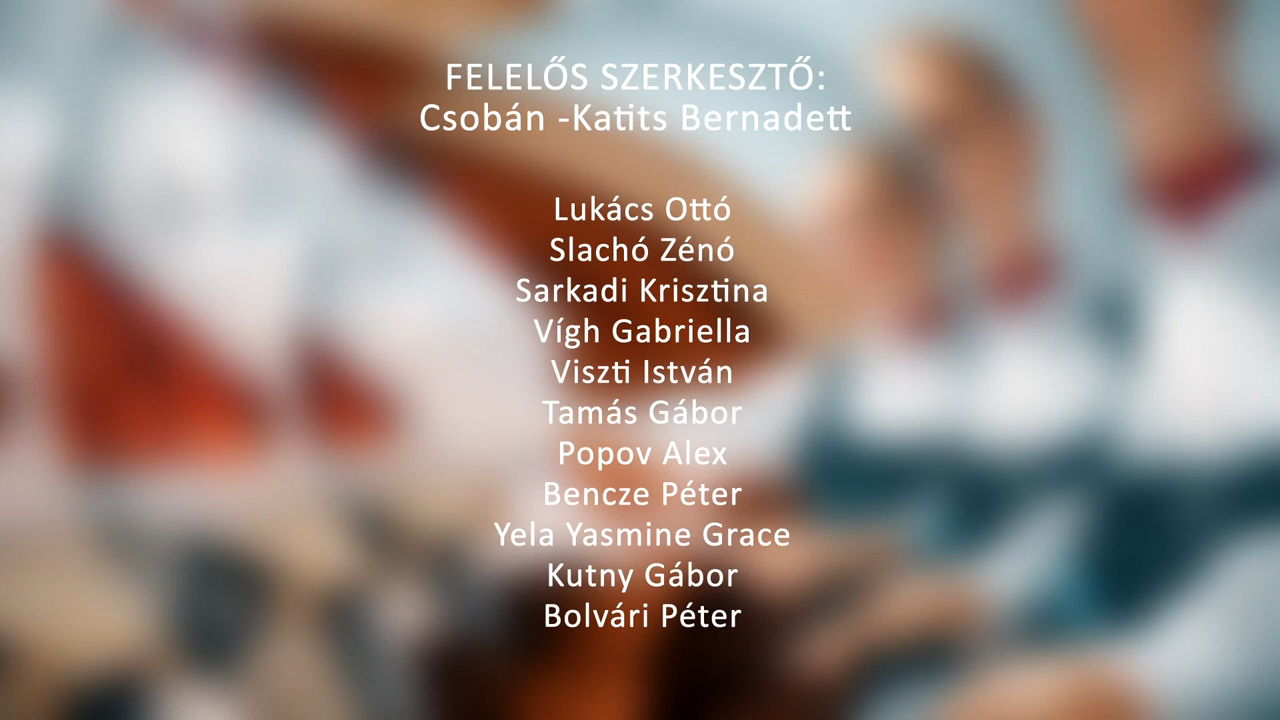 FELELŐS SZERKESZTŐ:
Csobán -Katits Bernadett
Lukács Ottó
Slachó Zénó
Sarkadi Krisztina
Vígh Gabriella
Viszti István
Tamás Gábor
Popov Alex
Bencze Péter
Yela Yasmine Grace
Kutny Gábor
Bolvári Péter